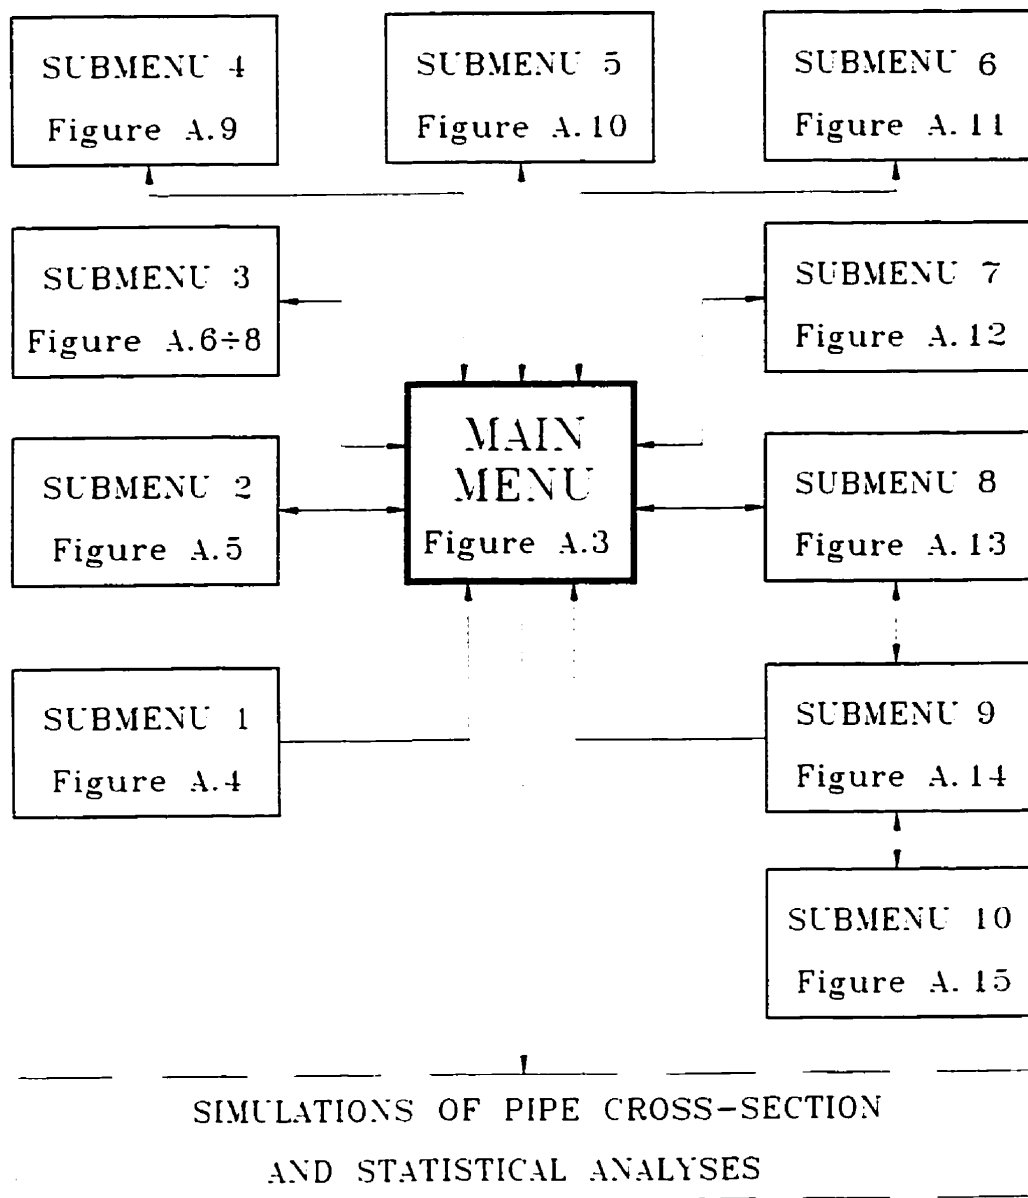 SUBMENU 4
Figure A.9
SUBMENU 5
Figure A.10
SUBMENU 6
Figure A.11
SUBMENU 3
Figure A.6÷8
SUBMENU 7
Figure A.12
MAIN
MENU
Figure A.3
SUBMENU 2
Figure A.5
SUBMENU 8
Figure A.13
SUBMENU 1
Figure A.4
SUBMENU 9
Figure A.14
SUBMENU 10
Figure A.15
SIMULATIONS OF PIPE CROSS-SECTION
AND STATISTICAL ANALYSES